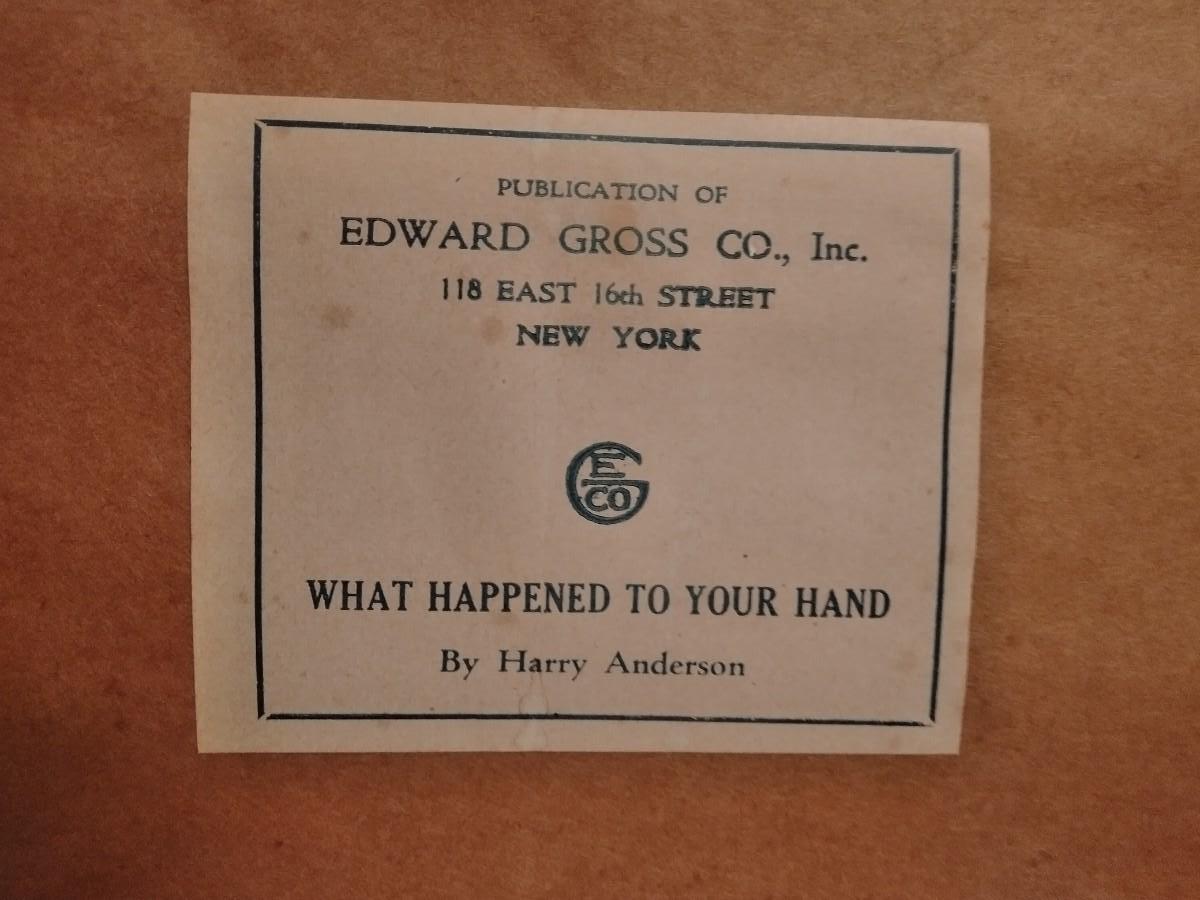 PUBLICATION OF
EDWARD GROSS CO., Inc.
118 EAST 16th STREET
NEW YORK
EG
CO
WHAT HAPPENED TO YOUR HAND
By Harry Anderson